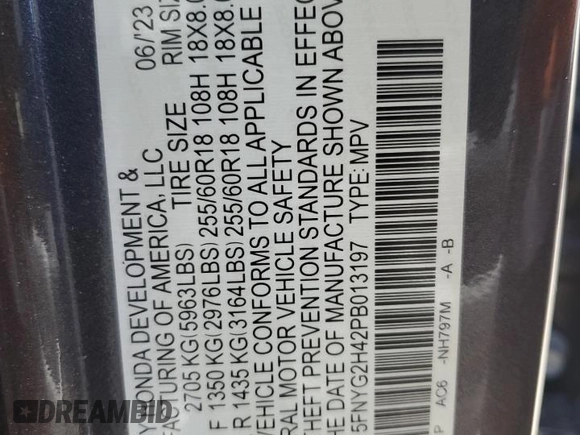 Y HONDA DEVELOPMENT & 06/'23
FACTURING OF AMERICA, LLC
2705 KG(5963LBS) TIRE SIZE RIM SIZ
F 1350 KG(2976LBS) 255/60R18 108H 18X8.0
R 1435 KG(3164LBS) 255/60R18 108H 18X8.0
VEHICLE CONFORMS TO ALL APPLICABLE
RAL MOTOR VEHICLE SAFETY
THEFT PREVENTION STANDARDS IN EFFEC
THE DATE OF MANUFACTURE SHOWN ABOV
5FNYG2H42PB013197 TYPE:MPV
P AC6 -NH797M -A -B
BIDFAX